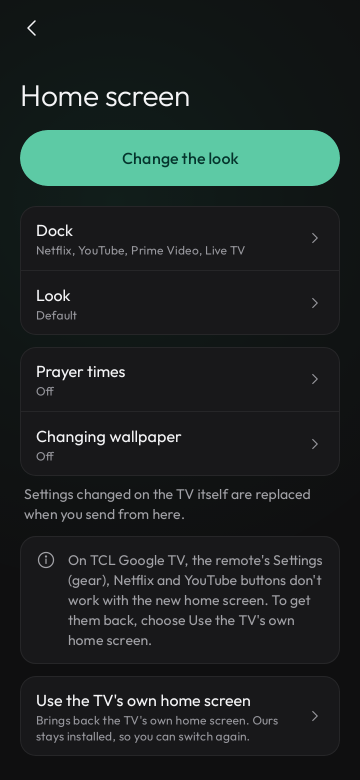 Home screen
Change the look
Dock
Netflix, YouTube, Prime Video, Live TV
Look
Default
Prayer times
Off
Changing wallpaper
Off
Settings changed on the TV itself are replaced
when you send from here.
On TCL Google TV, the remote's Settings
(gear), Netflix and YouTube buttons don't
work with the new home screen. To get
them back, choose Use the TV's own
home screen.
Use the TV's own home screen
Brings back the TV's own home screen. Ours
stays installed, so you can switch again.